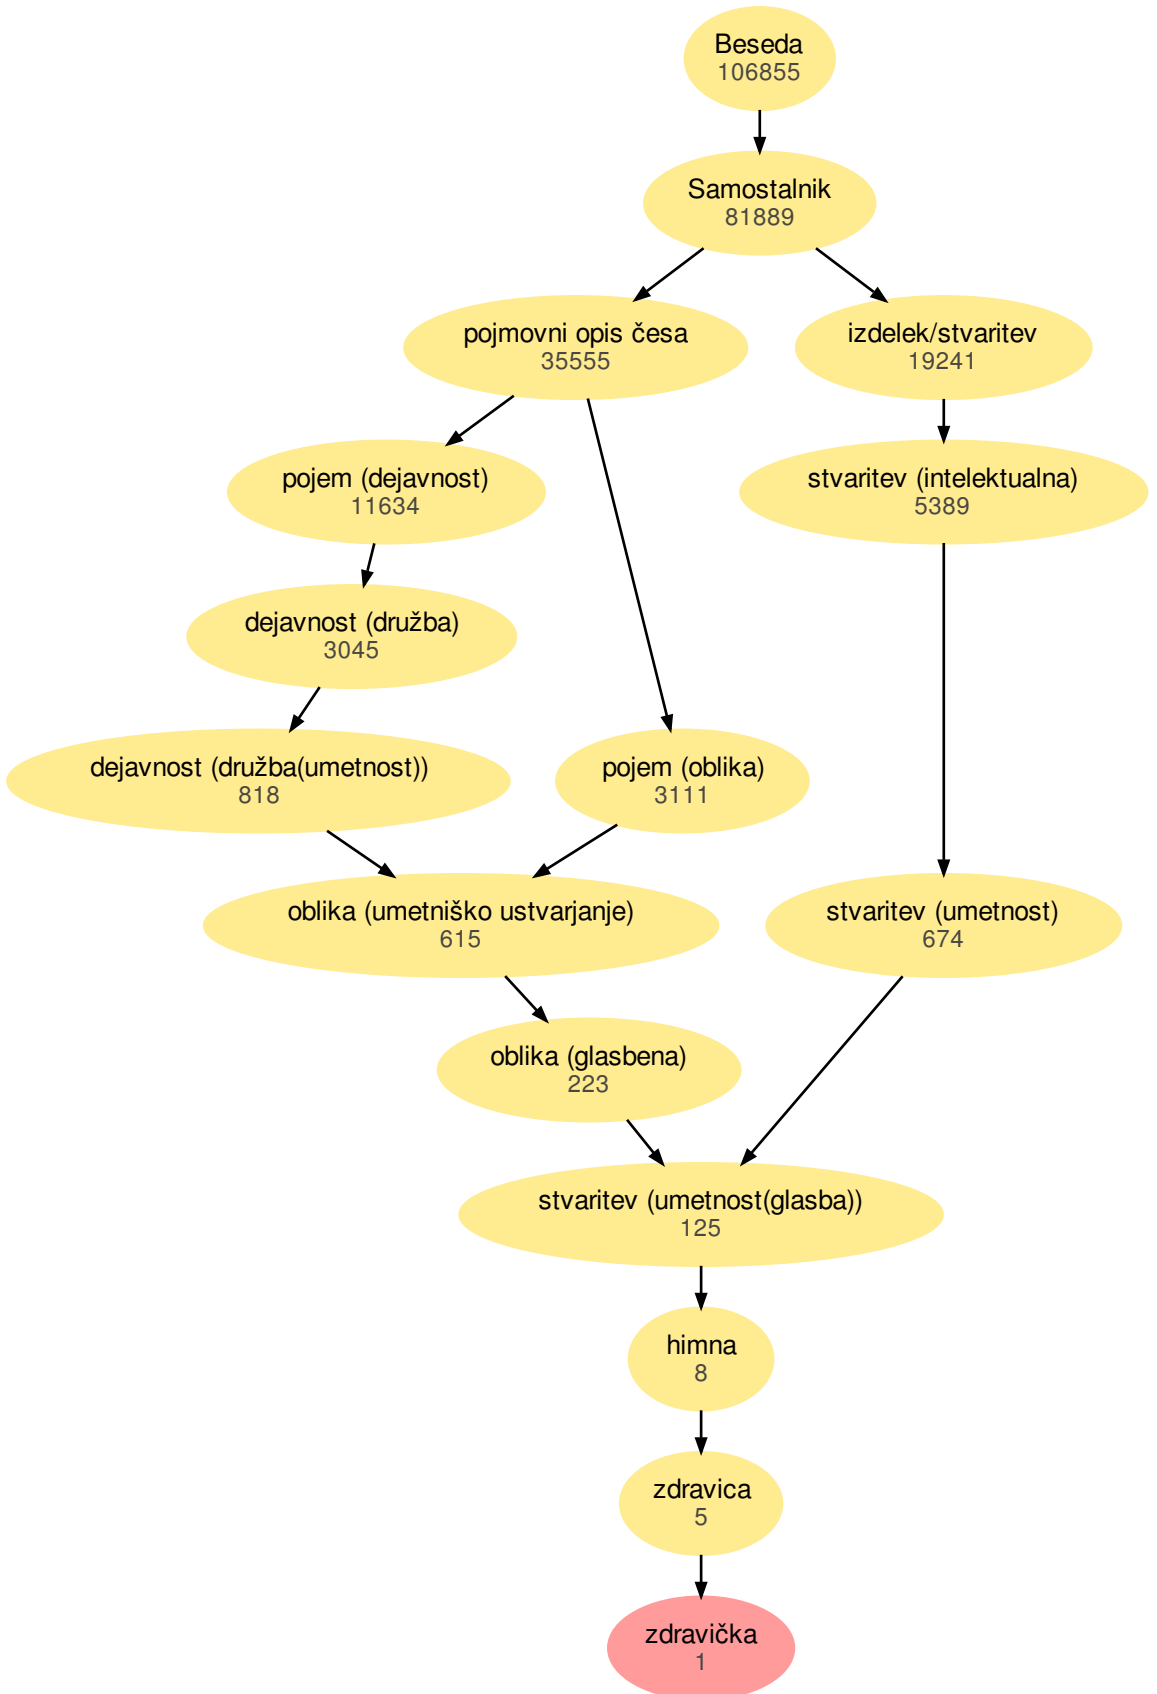 Beseda
106855
Samostalnik
81889
pojmovni opis česa
35555
izdelek/stvaritev
19241
pojem (dejavnost)
11634
stvaritev (intelektualna)
5389
dejavnost (družba)
3045
dejavnost (družba(umetnost))
818
pojem (oblika)
3111
oblika (umetniško ustvarjanje)
615
stvaritev (umetnost)
674
oblika (glasbena)
223
stvaritev (umetnost(glasba))
125
himna
8
zdravica
5
zdravička
1